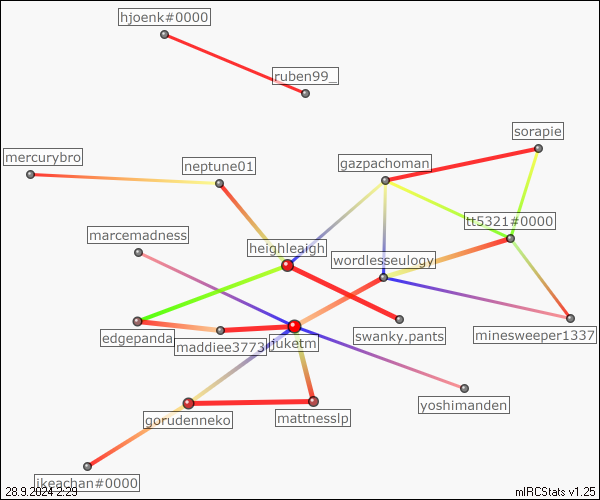 hjoenk#0000
ruben99_
sorapie
mercurybro
neptune01
gazpachoman
tt5321#0000
marcemadness
heighleaigh
wordlesseulogy
edgepanda
maddiee3773
juketm
swanky.pants
minesweeper1337
gorudenneko
mattnesslp
yoshimanden
ikeachan#0000
28.9.2024 2:29
mIRCStats v1.25